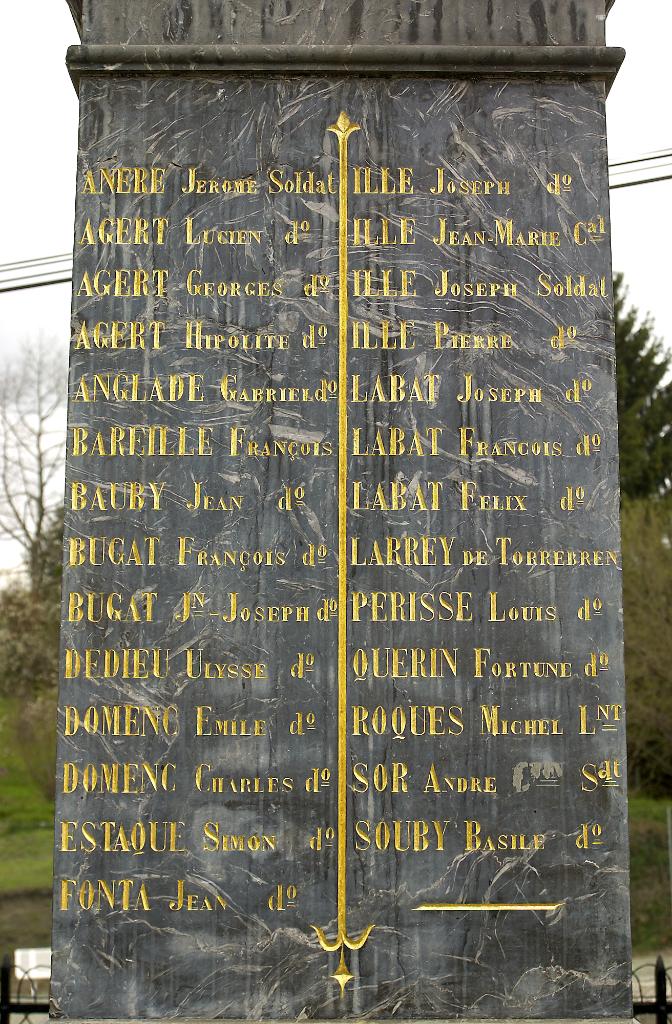 ANERE JEROME Soldat
AGERT LUCIEN dº
AGERT GEORGES dº
AGERT HIPOLITE dº
ANGLADE GABRIEL dº
BAREILLE FRANÇOIS
BAUBY JEAN dº
BUGAT FRANÇOIS dº
BUGAT JN-JOSEPH dº
DEDIEU ULYSSE dº
DOMENC EMILE dº
DOMENC CHARLES dº
ESTAQUE SIMON dº
FONTA JEAN dº
ILLE JOSEPH dº
ILLE JEAN-MARIE Cal
ILLE JOSEPH Soldat
ILLE PIERRE dº
LABAT JOSEPH dº
LABAT FRANCOIS dº
LABAT FELIX dº
LARREY DE TORREBREN
PERISSE LOUIS dº
QUERIN FORTUNE dº
ROQUES MICHEL LNT
SOR ANDRE Sat
SOUBY BASILE dº